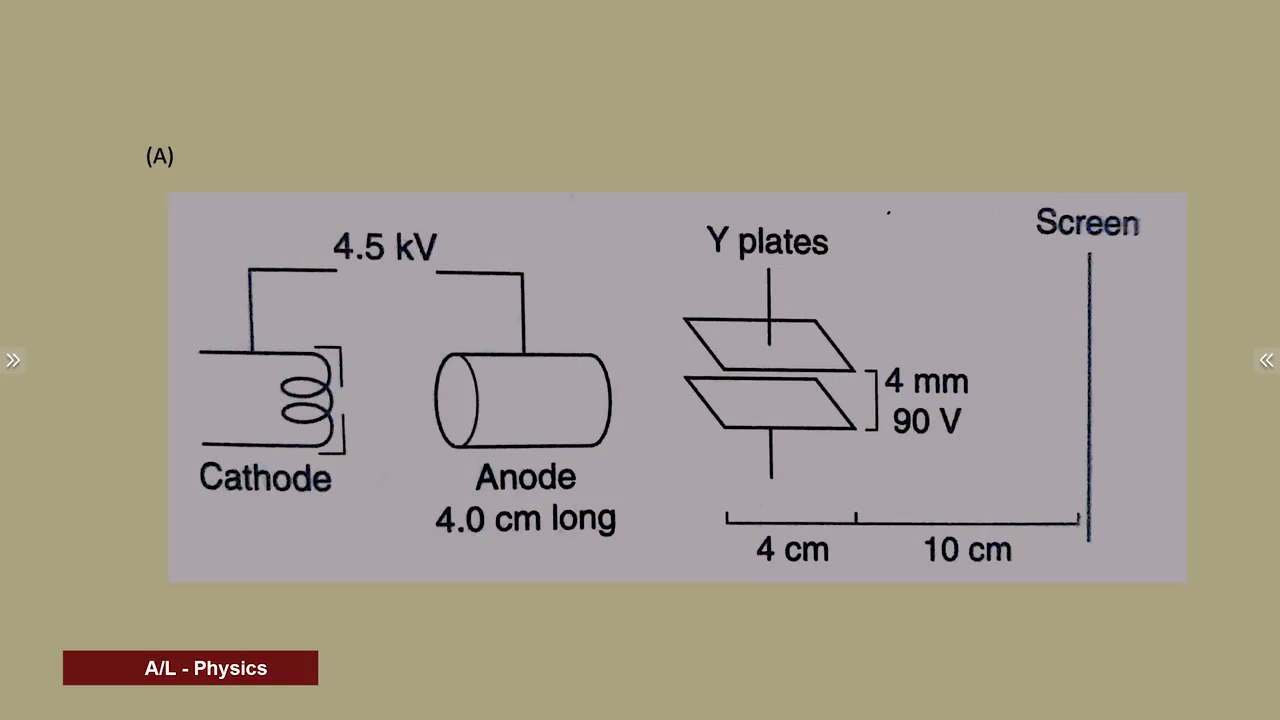 (A)
4.5 kV
Y plates
Screen
4 mm
90 V
Cathode
Anode
4.0 cm long
4 cm
10 cm
A/L - Physics